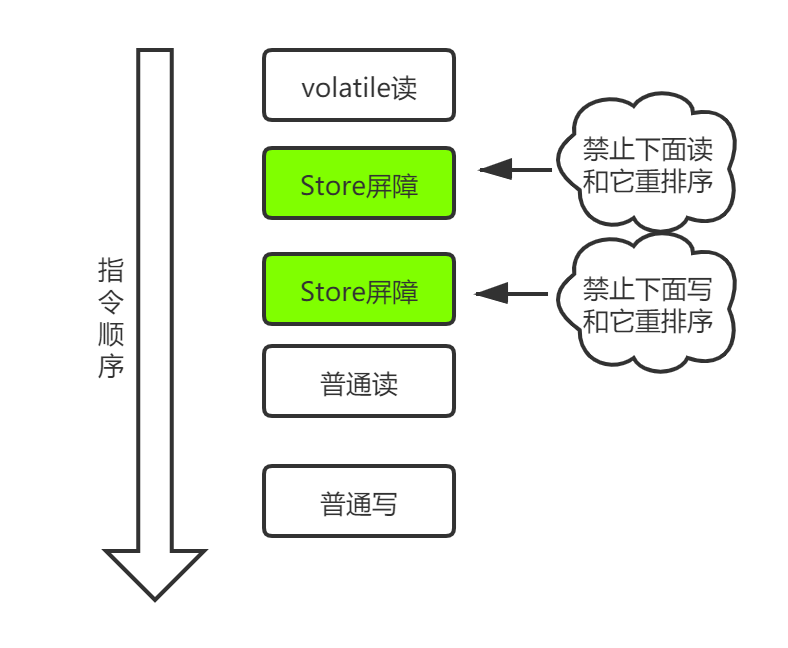 volatile读
Store屏障
禁止下面读
和它重排序
Store屏障
禁止下面写
和它重排序
指令顺序
普通读
普通写